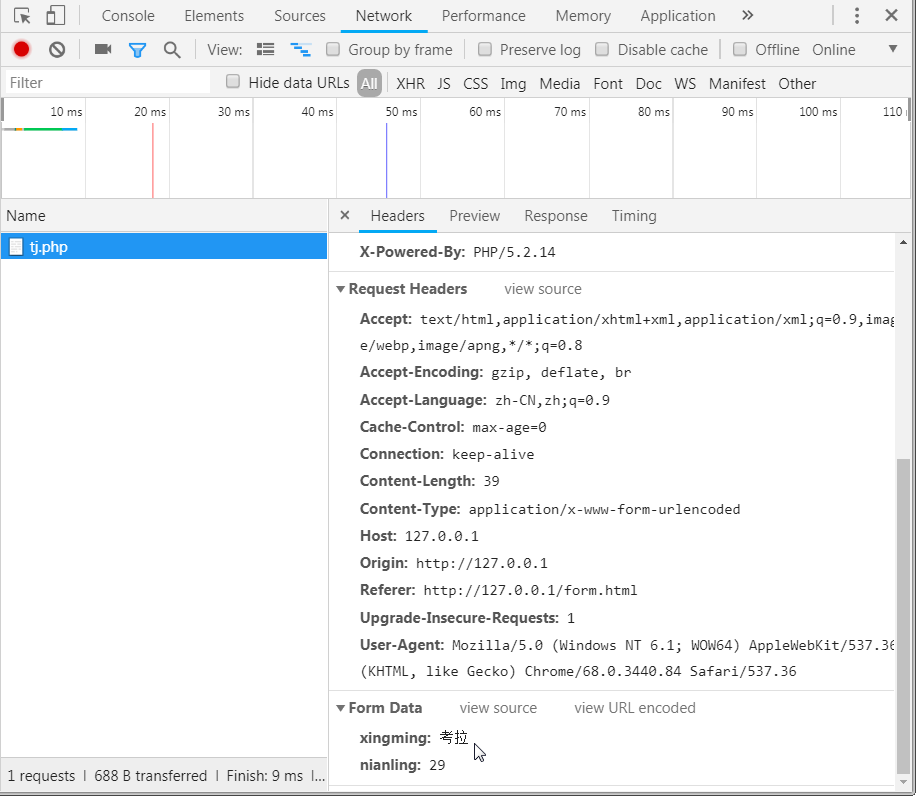 Console Elements Sources Network Performance Memory Application »
View: Group by frame Preserve log Disable cache Offline Online
Filter Hide data URLs All XHR JS CSS Img Media Font Doc WS Manifest Other
10 ms 20 ms 30 ms 40 ms 50 ms 60 ms 70 ms 80 ms 90 ms 100 ms 110
Name
tj.php
× Headers Preview Response Timing
X-Powered-By: PHP/5.2.14
Request Headers view source
Accept: text/html,application/xhtml+xml,application/xml;q=0.9,imag
e/webp,image/apng,*/*;q=0.8
Accept-Encoding: gzip, deflate, br
Accept-Language: zh-CN,zh;q=0.9
Cache-Control: max-age=0
Connection: keep-alive
Content-Length: 39
Content-Type: application/x-www-form-urlencoded
Host: 127.0.0.1
Origin: http://127.0.0.1
Referer: http://127.0.0.1/form.html
Upgrade-Insecure-Requests: 1
User-Agent: Mozilla/5.0 (Windows NT 6.1; WOW64) AppleWebKit/537.36
(KHTML, like Gecko) Chrome/68.0.3440.84 Safari/537.36
Form Data view source view URL encoded
xingming: 考拉
nianling: 29
1 requests | 688 B transferred | Finish: 9 ms | ...